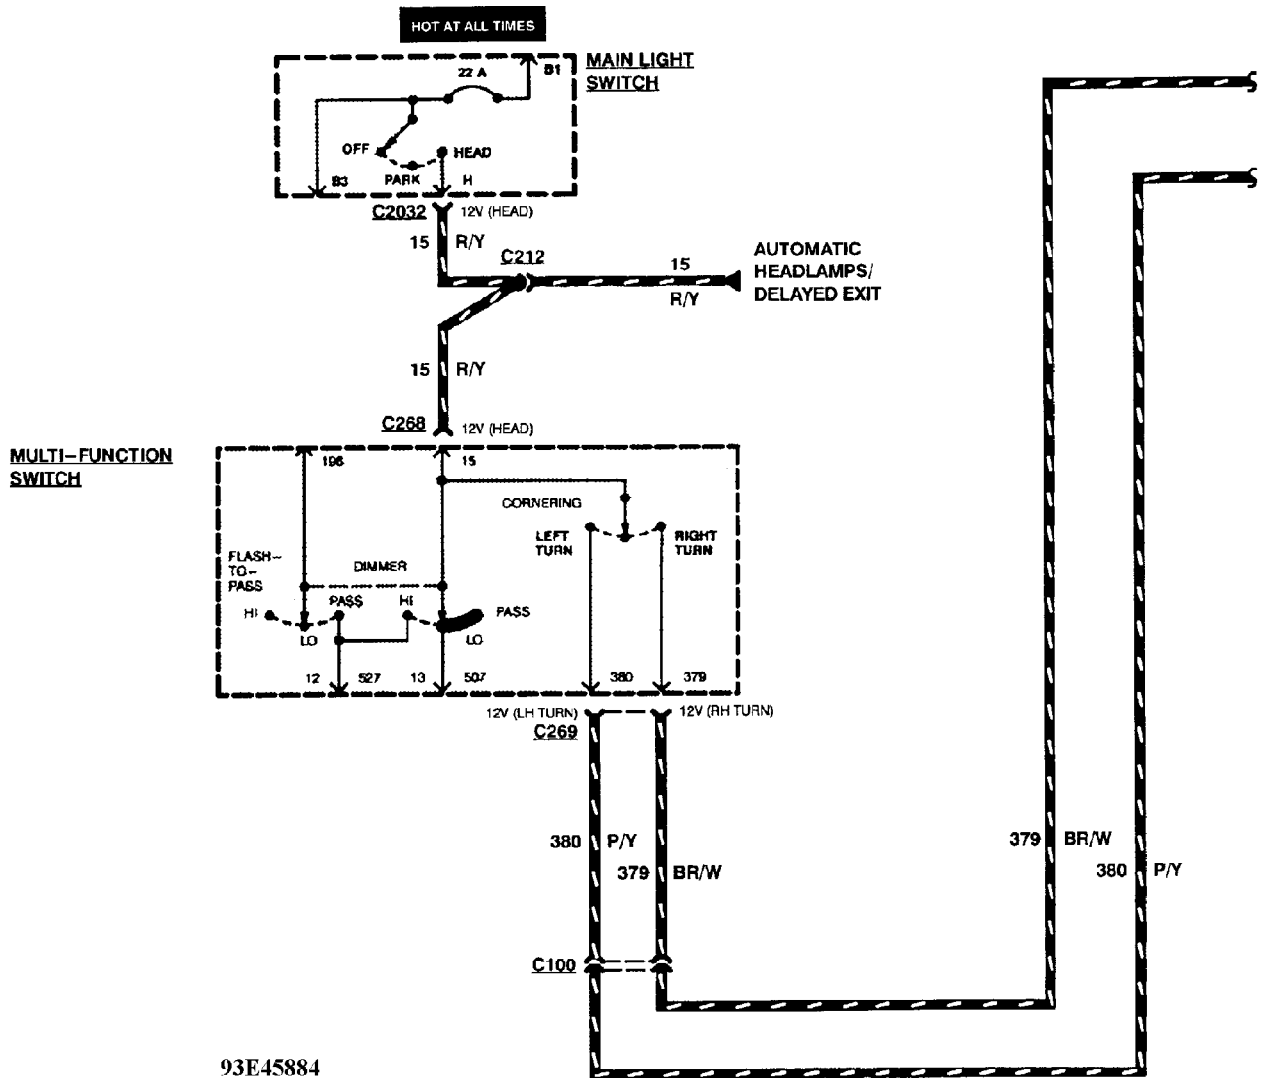 HOT AT ALL TIMES
MAIN LIGHT
SWITCH
22 A
B1
OFF
HEAD
PARK
B3
H
C2032
12V (HEAD)
15
R/Y
C212
15
R/Y
AUTOMATIC
HEADLAMPS/
DELAYED EXIT
15
R/Y
C268
12V (HEAD)
MULTI-FUNCTION
SWITCH
196
15
CORNERING
LEFT
TURN
RIGHT
TURN
FLASH-
TO-
PASS
DIMMER
HI
PASS
LO
HI
PASS
LO
12
527
13
507
380
379
12V (LH TURN)
12V (RH TURN)
C269
380
P/Y
379
BR/W
379
BR/W
380
P/Y
C100
93E45884